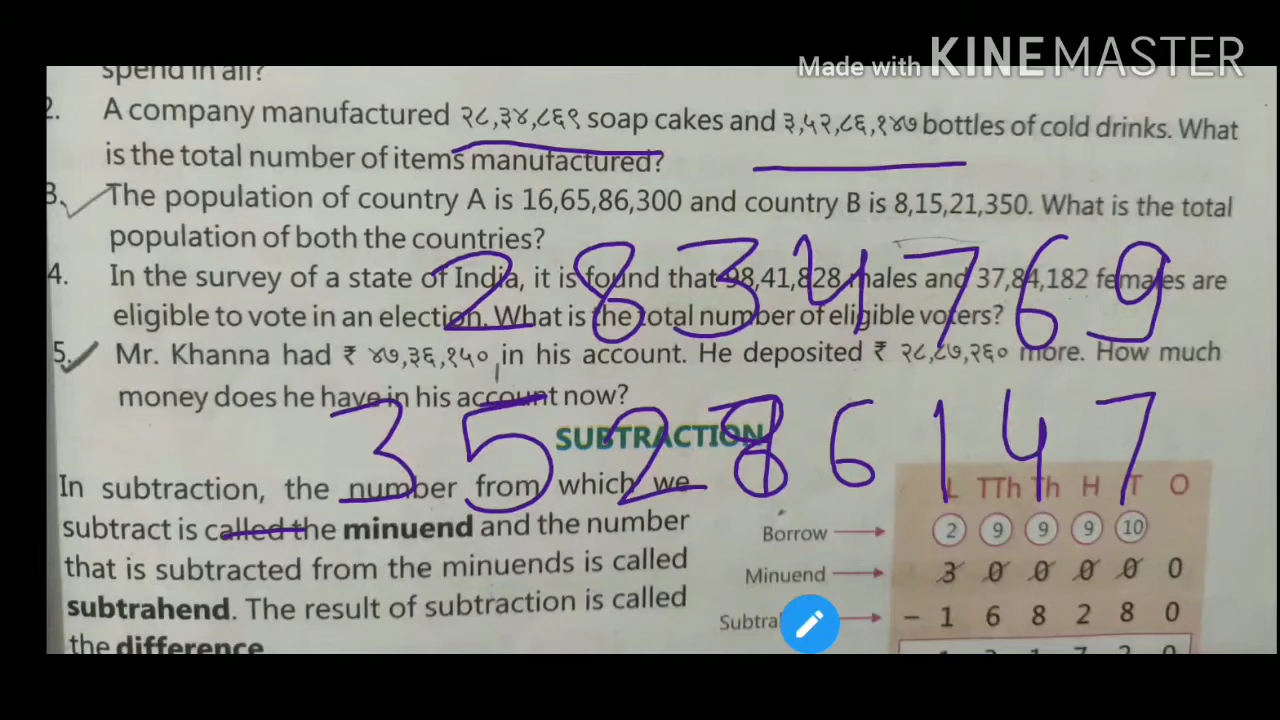 Made with KINEMASTER
spend in all?
2. A company manufactured २८,३४,८६९ soap cakes and ३,५२,८६,१४७ bottles of cold drinks. What
is the total number of items manufactured?
3. The population of country A is 16,65,86,300 and country B is 8,15,21,350. What is the total
population of both the countries?
4. In the survey of a state of India, it is found that 98,41,828 males and 37,84,182 females are
eligible to vote in an election. What is the total number of eligible voters?
2834769
5. Mr. Khanna had ₹ ४७,३६,१५० in his account. He deposited ₹ २८,८७,२६० more. How much
money does he have in his account now?
35286147
SUBTRACTION
In subtraction, the number from which we
subtract is called the minuend and the number
that is subtracted from the minuends is called
subtrahend. The result of subtraction is called
the difference
L TTh Th H T O
Borrow 2 9 9 9 10
Minuend 3 0 0 0 0 0
− 1 6 8 2 8 0